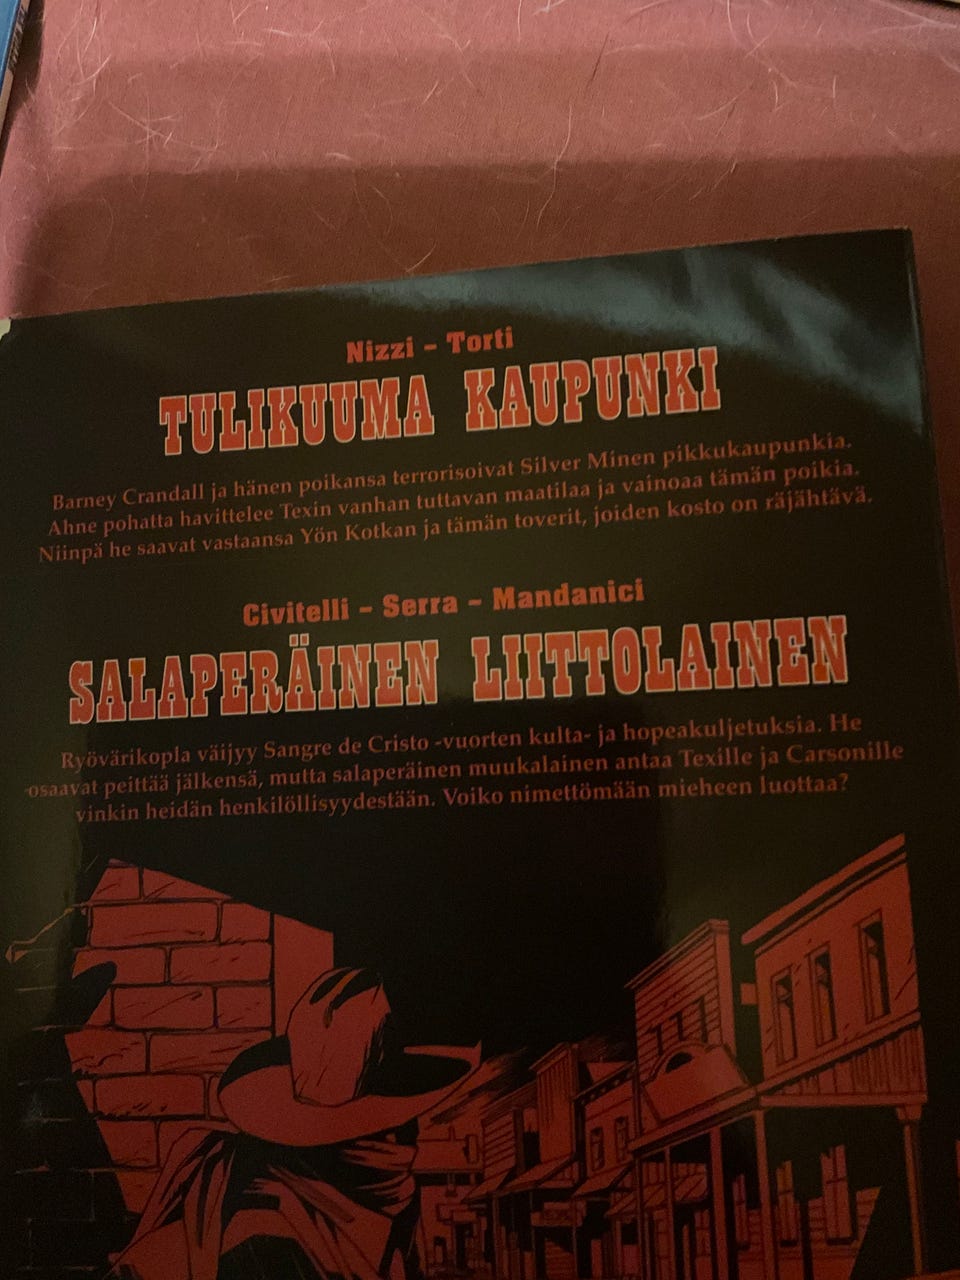 Nizzi – Torti
TULIKUUMA KAUPUNKI
Barney Crandall ja hänen poikansa terrorisoivat Silver Minen pikkukaupunkia.
Ahne pohatta havittelee Texin vanhan tuttavan maatilaa ja vainoaa tämän poikia.
Niinpä he saavat vastaansa Yön Kotkan ja tämän toverit, joiden kosto on räjähtävä.
Civitelli – Serra – Mandanici
SALAPERÄINEN LIITTOLAINEN
Ryövärikopla väijyy Sangre de Cristo -vuorten kulta- ja hopeakuljetuksia. He
osaavat peittää jälkensä, mutta salaperäinen muukalainen antaa Texille ja Carsonille
vinkin heidän henkilöllisyydestään. Voiko nimettömään mieheen luottaa?